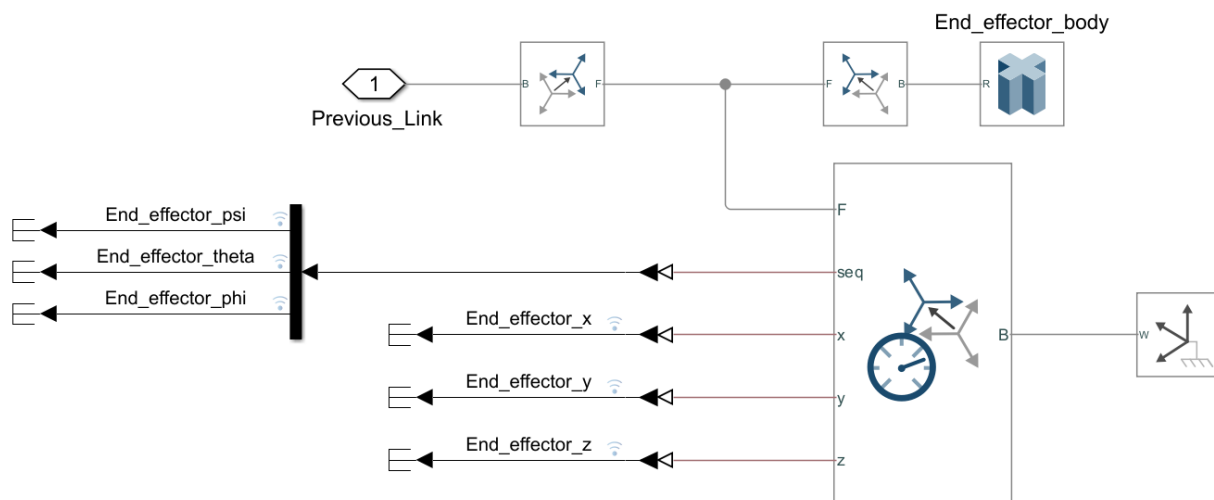 End_effector_body
1
B
F
F
B
R
Previous_Link
End_effector_psi
F
End_effector_theta
seq
End_effector_phi
End_effector_x
x
B
w
End_effector_y
y
End_effector_z
z